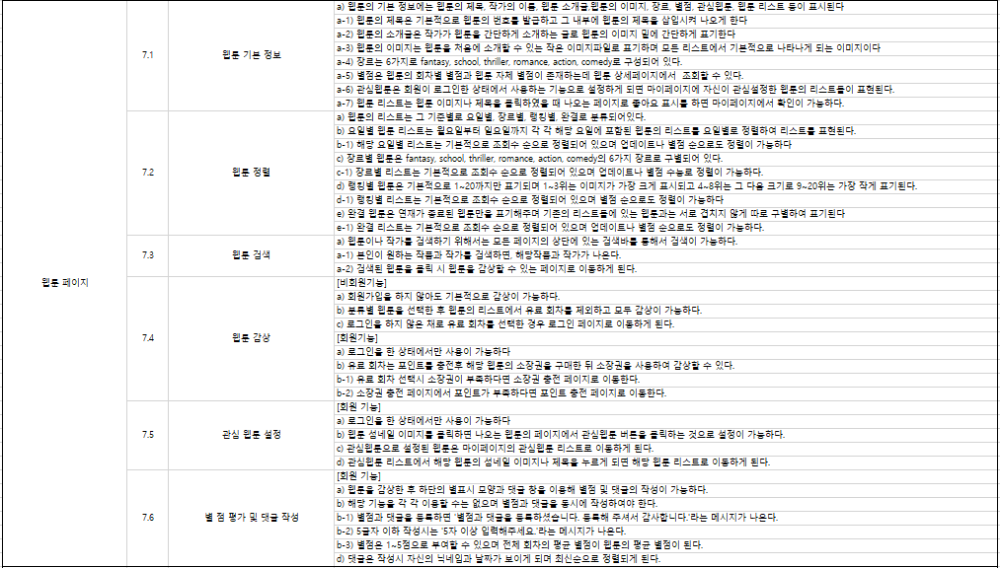 웹툰 페이지
7.1
웹툰 기본 정보
a) 웹툰의 기본 정보에는 웹툰의 제목, 작가의 이름, 웹툰 소개글,웹툰의 이미지, 장르, 별점, 관심웹툰, 웹툰 리스트 등이 표시된다
a-1) 웹툰의 제목은 기본적으로 웹툰의 번호를 발급하고 그 내부에 웹툰의 제목을 삽입시켜 나오게 한다
a-2) 웹툰의 소개글은 작가가 웹툰을 간단하게 소개하는 글로 웹툰의 이미지 밑에 간단하게 표기한다
a-3) 웹툰의 이미지는 웹툰을 처음에 소개할 수 있는 작은 이미지파일로 표기하며 모든 리스트에서 기본적으로 나타나게 되는 이미지이다
a-4) 장르는 6가지로 fantasy, school, thriller, romance, action, comedy로 구성되어 있다.
a-5) 별점은 웹툰의 회차별 별점과 웹툰 자체 별점이 존재하는데 웹툰 상세페이지에서 조회할 수 있다.
a-6) 관심웹툰은 회원이 로그인한 상태에서 사용하는 기능으로 설정하게 되면 마이페이지에 자신이 관심설정한 웹툰의 리스트들이 표현된다.
a-7) 웹툰 리스트는 웹툰 이미지나 제목을 클릭하였을 때 나오는 페이지로 좋아요 표시를 하면 마이페이지에서 확인이 가능하다.
7.2
웹툰 정렬
a) 웹툰의 리스트는 그 기준별로 요일별, 장르별, 랭킹별, 완결로 분류되어있다.
b) 요일별 웹툰 리스트는 월요일부터 일요일까지 각 각 해당 요일에 포함된 웹툰의 리스트를 요일별로 정렬하여 리스트를 표현된다.
b-1) 해당 요일별 리스트는 기본적으로 조회수 순으로 정렬되어 있으며 업데이트나 별점 순으로도 정렬이 가능하다
c) 장르별 웹툰은 fantasy, school, thriller, romance, action, comedy의 6가지 장르로 구별되어 있다.
c-1) 장르별 리스트는 기본적으로 조회수 순으로 정렬되어 있으며 업데이트나 별점 수능로 정렬이 가능하다.
d) 랭킹별 웹툰은 기본적으로 1~20까지만 표기되며 1~3위는 이미지가 가장 크게 표시되고 4~8위는 그 다음 크기로 9~20위는 가장 작게 표기된다.
d-1) 랭킹별 리스트는 기본적으로 조회수 순으로 정렬되어 있으며 별점 순으로도 정렬이 가능하다
e) 완결 웹툰은 연재가 종료된 웹툰만을 표기해주며 기존의 리스트들에 있는 웹툰과는 서로 겹치지 않게 따로 구별하여 표기된다
e-1) 완결 리스트는 기본적으로 조회수 순으로 정렬되어 있으며 업데이트나 별점 순으로도 정렬이 가능하다.
7.3
웹툰 검색
a) 웹툰이나 작가를 검색하기 위해서는 모든 페이지의 상단에 있는 검색바를 통해서 검색이 가능하다.
a-1) 본인이 원하는 작품과 작가를 검색하면, 해당작품과 작가가 나온다.
a-2) 검색된 웹툰을 클릭 시 웹툰을 감상할 수 있는 페이지로 이동하게 된다.
7.4
웹툰 감상
[비회원기능]
a) 회원가입을 하지 않아도 기본적으로 감상이 가능하다.
b) 분류별 웹툰을 선택한 후 웹툰의 리스트에서 유료 회차를 제외하고 모두 감상이 가능하다.
c) 로그인을 하지 않은 채로 유료 회차를 선택한 경우 로그인 페이지로 이동하게 된다.
[회원기능]
a) 로그인을 한 상태에서만 사용이 가능하다
b) 유료 회차는 포인트를 충전후 해당 웹툰의 소장권을 구매한 뒤 소장권을 사용하여 감상할 수 있다.
b-1) 유료 회차 선택시 소장권이 부족하다면 소장권 충전 페이지로 이동한다.
b-2) 소장권 충전 페이지에서 포인트가 부족하다면 포인트 충전 페이지로 이동한다.
7.5
관심 웹툰 설정
[회원 기능]
a) 로그인을 한 상태에서만 사용이 가능하다
b) 웹툰 섬네일 이미지를 클릭하면 나오는 웹툰의 페이지에서 관심웹툰 버튼을 클릭하는 것으로 설정이 가능하다.
c) 관심웹툰으로 설정된 웹툰은 마이페이지의 관심웹툰 리스트로 이동하게 된다.
d) 관심웹툰 리스트에서 해당 웹툰의 섬네일 이미지나 제목을 누르게 되면 해당 웹툰 리스트로 이동하게 된다.
7.6
별 점 평가 및 댓글 작성
[회원 기능]
a) 웹툰을 감상한 후 하단의 별표시 모양과 댓글 창을 이용해 별점 및 댓글의 작성이 가능하다.
b) 해당 기능을 각 각 이용할 수는 없으며 별점과 댓글을 동시에 작성하여야 한다.
b-1) 별점과 댓글을 등록하면 '별점과 댓글을 등록하셨습니다. 등록해 주셔서 감사합니다.'라는 메시지가 나온다.
b-2) 5글자 이하 작성시는 '5자 이상 입력해주세요.'라는 메시지가 나온다.
b-3) 별점은 1~5점으로 부여할 수 있으며 전체 회차의 평균 별점이 웹툰의 평균 별점이 된다.
d) 댓글은 작성시 자신의 닉네임과 날짜가 보이게 되며 최신순으로 정렬되게 된다.